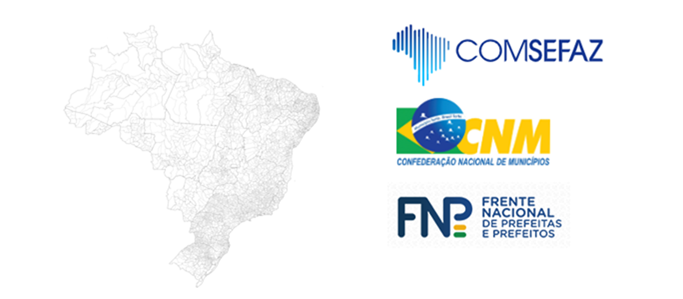 COMSEFAZ
CNM
CONFEDERAÇÃO NACIONAL DE MUNICÍPIOS
FNP
FRENTE
NACIONAL
DE PREFEITAS
E PREFEITOS